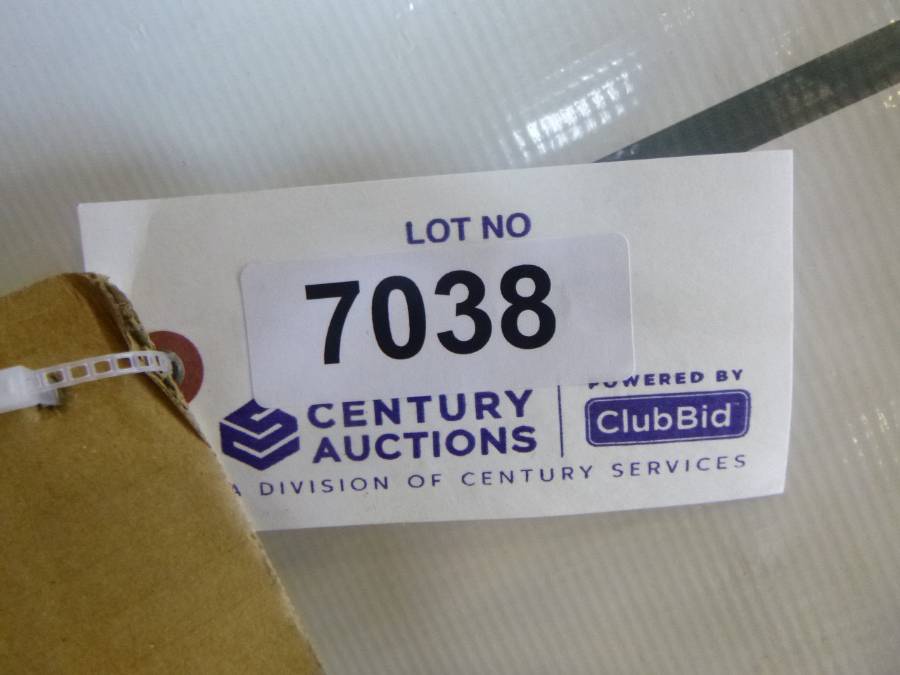 LOT NO
7038
CENTURY AUCTIONS
POWERED BY
ClubBid
A DIVISION OF CENTURY SERVICES